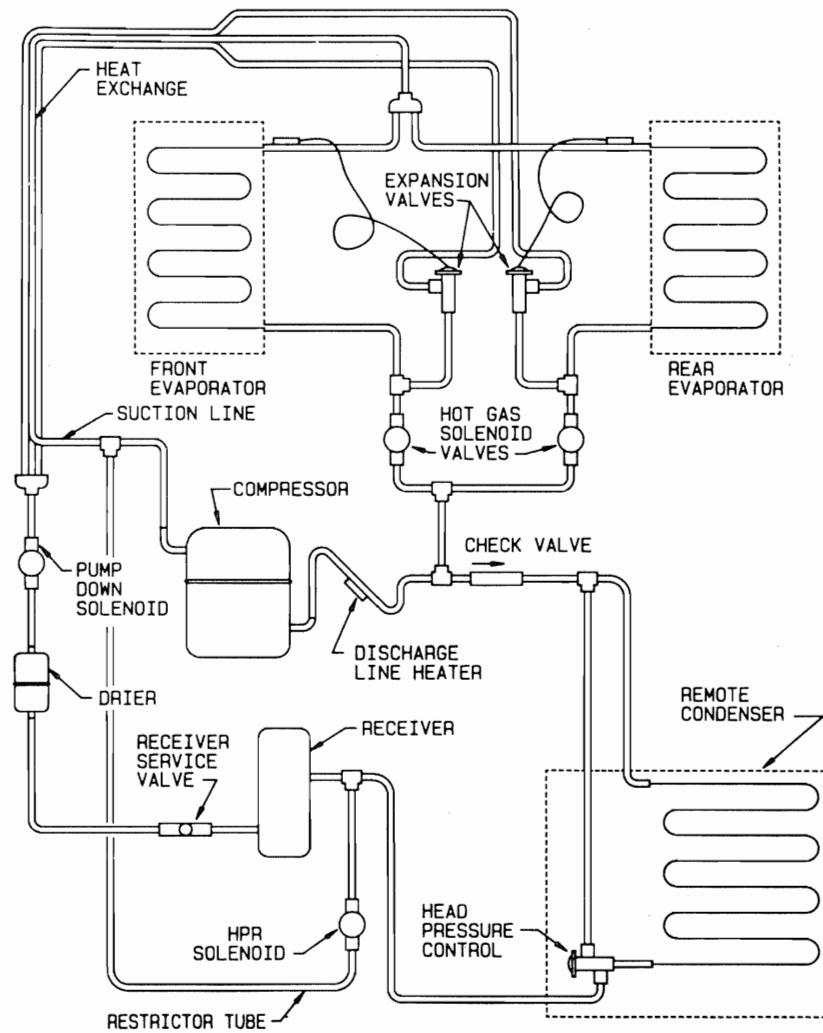 HEAT
EXCHANGE
EXPANSION
VALVES
FRONT
EVAPORATOR
REAR
EVAPORATOR
SUCTION LINE
HOT GAS
SOLENOID
VALVES
COMPRESSOR
CHECK VALVE
PUMP
DOWN
SOLENOID
DISCHARGE
LINE HEATER
DRIER
REMOTE
CONDENSER
RECEIVER
SERVICE
VALVE
RECEIVER
HPR
SOLENOID
HEAD
PRESSURE
CONTROL
RESTRICTOR TUBE